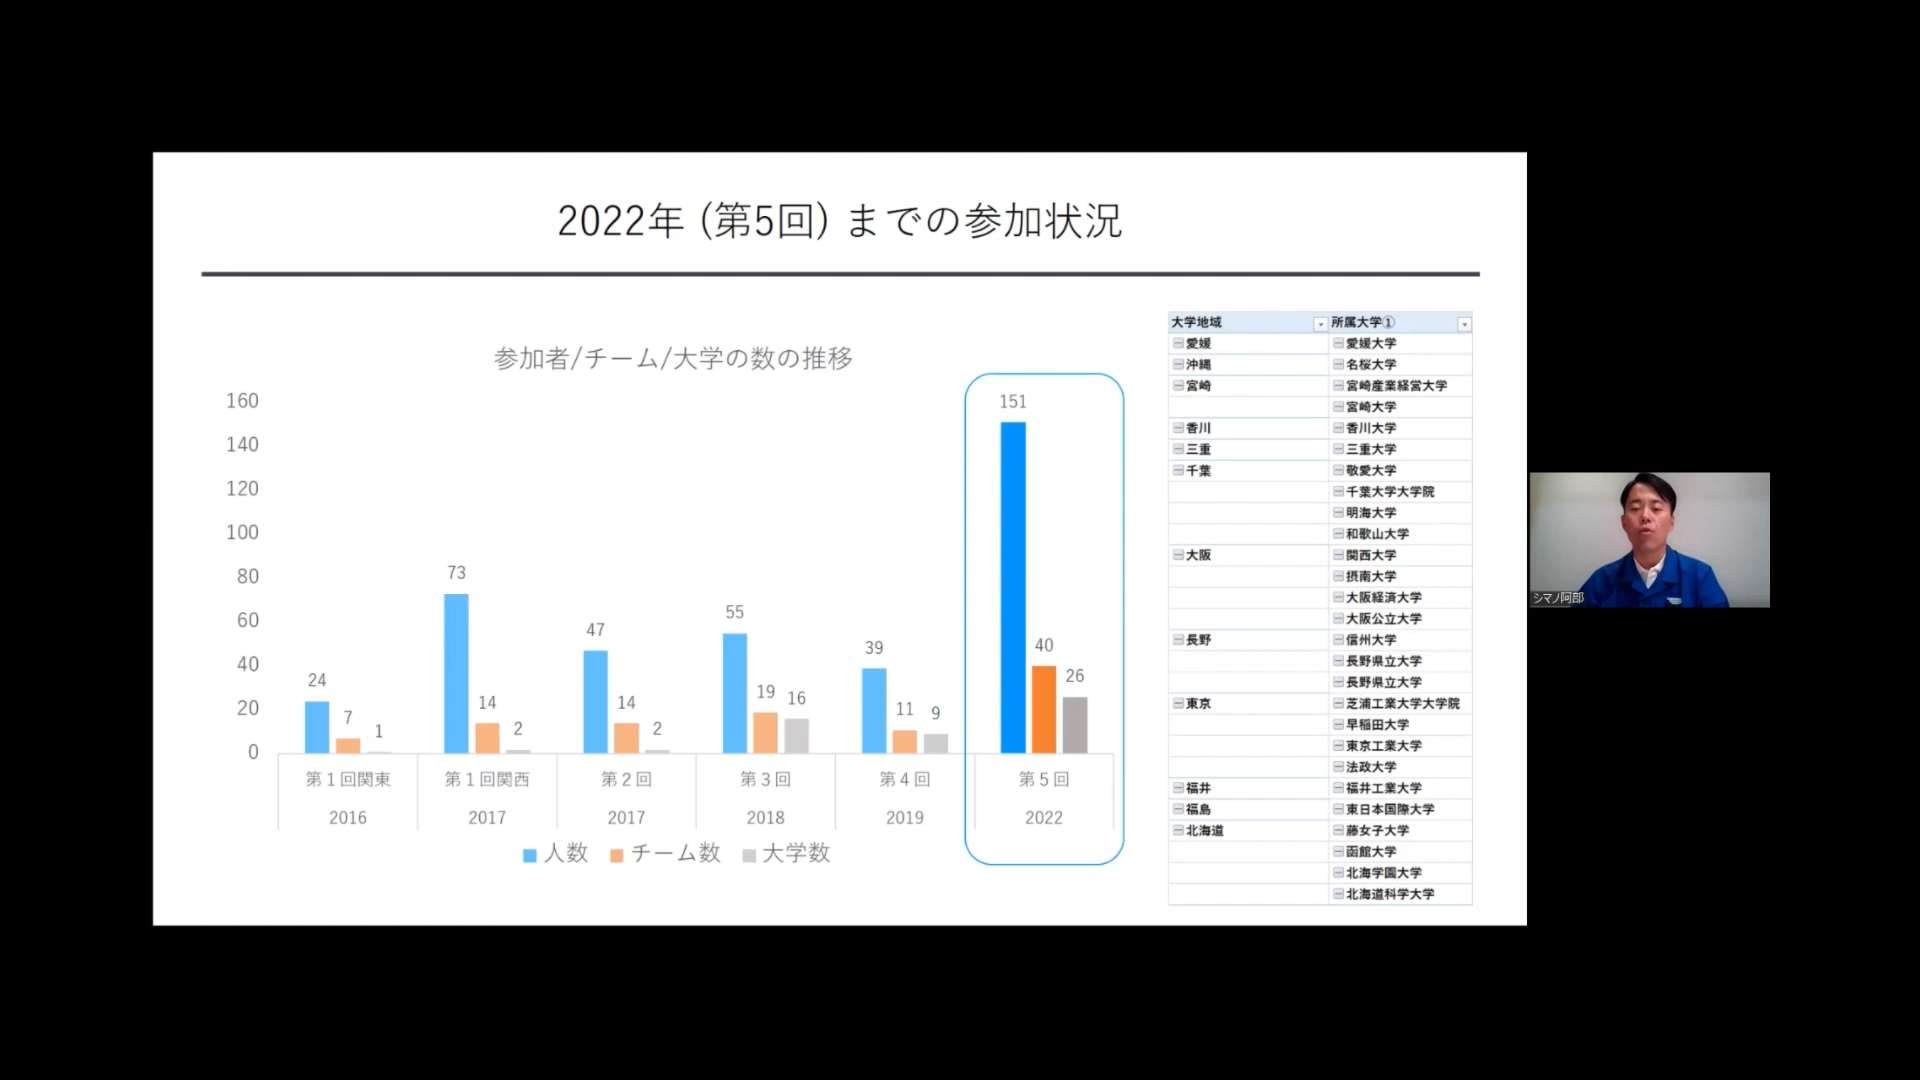 2022年 (第5回) までの参加状況
参加者/チーム/大学の数の推移
160
140
120
100
80
60
40
20
0
24
7
1
73
14
2
47
14
2
55
19
16
39
11
9
151
40
26
第１回関東
第１回関西
第２回
第３回
第４回
第５回
2016
2017
2017
2018
2019
2022
人数 チーム数 大学数
大学地域 所属大学①
愛媛 愛媛大学
沖縄 名桜大学
宮崎 宮崎産業経営大学
宮崎大学
香川 香川大学
三重 三重大学
千葉 敬愛大学
千葉大学大学院
明海大学
和歌山大学
大阪 関西大学
摂南大学
大阪経済大学
大阪公立大学
長野 信州大学
長野県立大学
長野県立大学
東京 芝浦工業大学大学院
早稲田大学
東京工業大学
法政大学
福井 福井工業大学
福島 東日本国際大学
北海道 藤女子大学
函館大学
北海学園大学
北海道科学大学
シマノ阿部